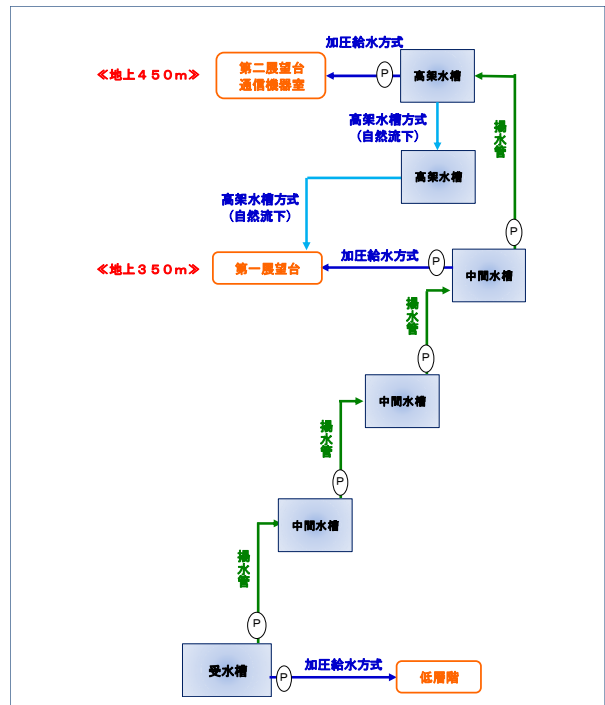 加圧給水方式
≪地上４５０ｍ≫
第二展望台
通信機器室
P
高架水槽
高架水槽方式
(自然流下)
揚水管
高架水槽
高架水槽方式
(自然流下)
P
≪地上３５０ｍ≫
第一展望台
加圧給水方式
P
中間水槽
揚水管
P
中間水槽
揚水管
P
中間水槽
揚水管
P
受水槽
P
加圧給水方式
低層階